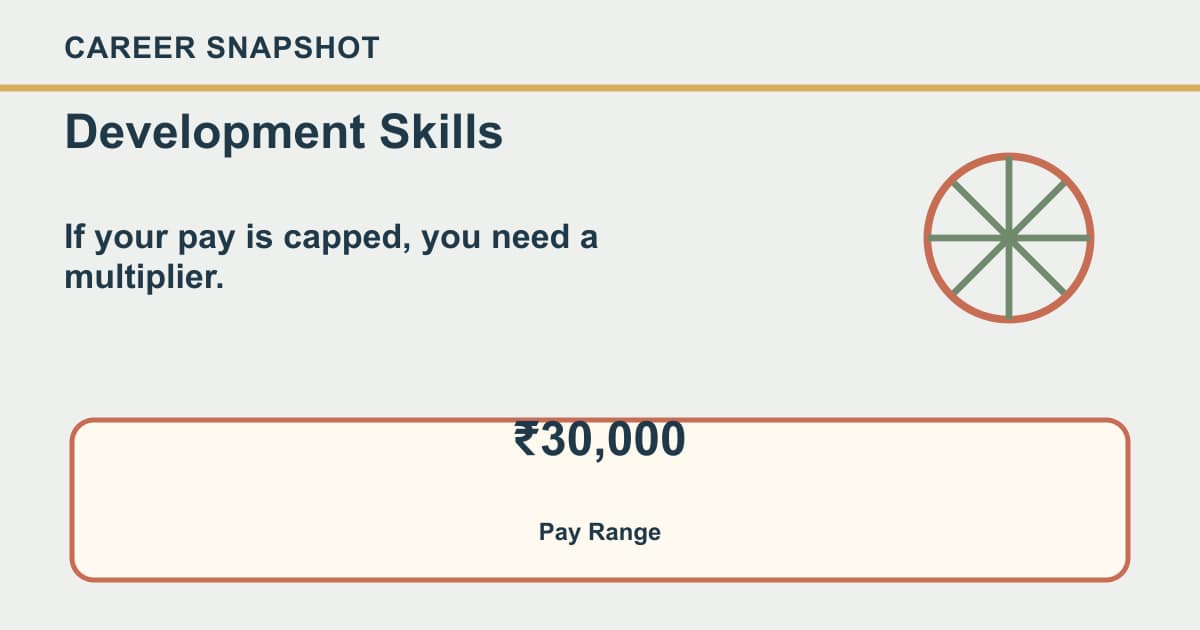 CAREER SNAPSHOT
Development Skills
If your pay is capped, you need a
multiplier.
₹30,000
Pay Range